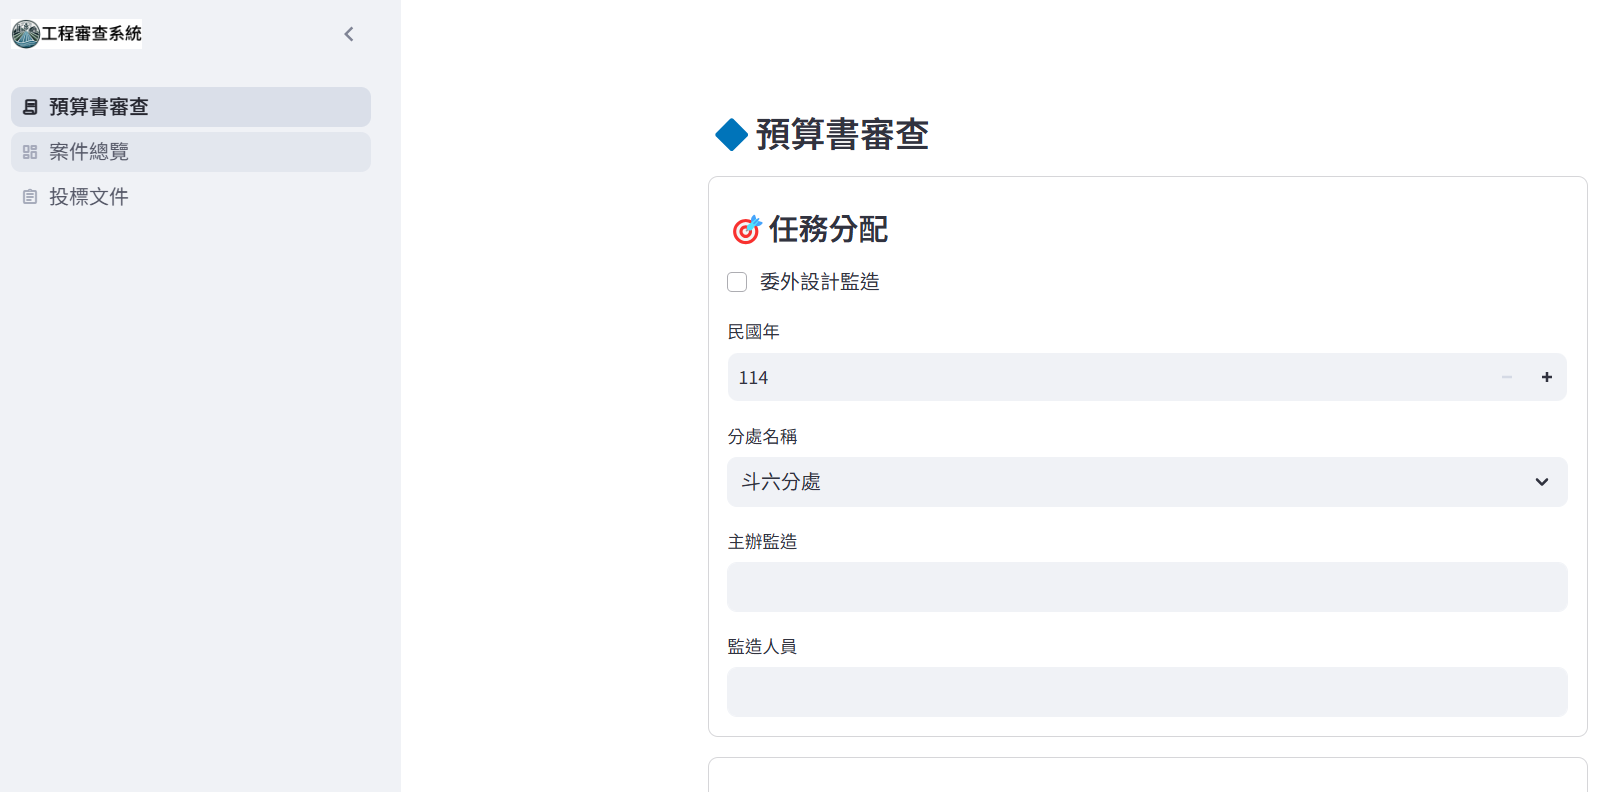 工程審查系統
預算書審查
案件總覽
投標文件
預算書審查
任務分配
委外設計監造
民國年
114
分處名稱
斗六分處
主辦監造
監造人員